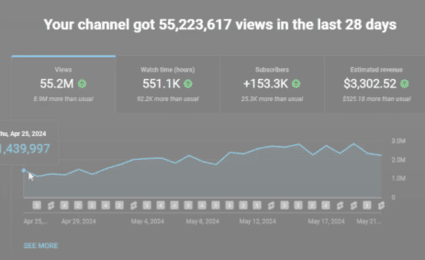 Your channel got 55,223,617 views in the last 28 days
Views
55.2M
8.9M more than usual
Watch time (hours)
551.1K
92.2K more than usual
Subscribers
+153.3K
25.3K more than usual
Estimated revenue
$3,302.52
$525.18 more than usual
Thu, Apr 25, 2024
1,439,997
3.0M
2.0M
1.0M
0
Apr 25,...
Apr 29, 2024
May 4, 2024
May 8, 2024
May 12, 2024
May 17, 2024
May 21,...
SEE MORE